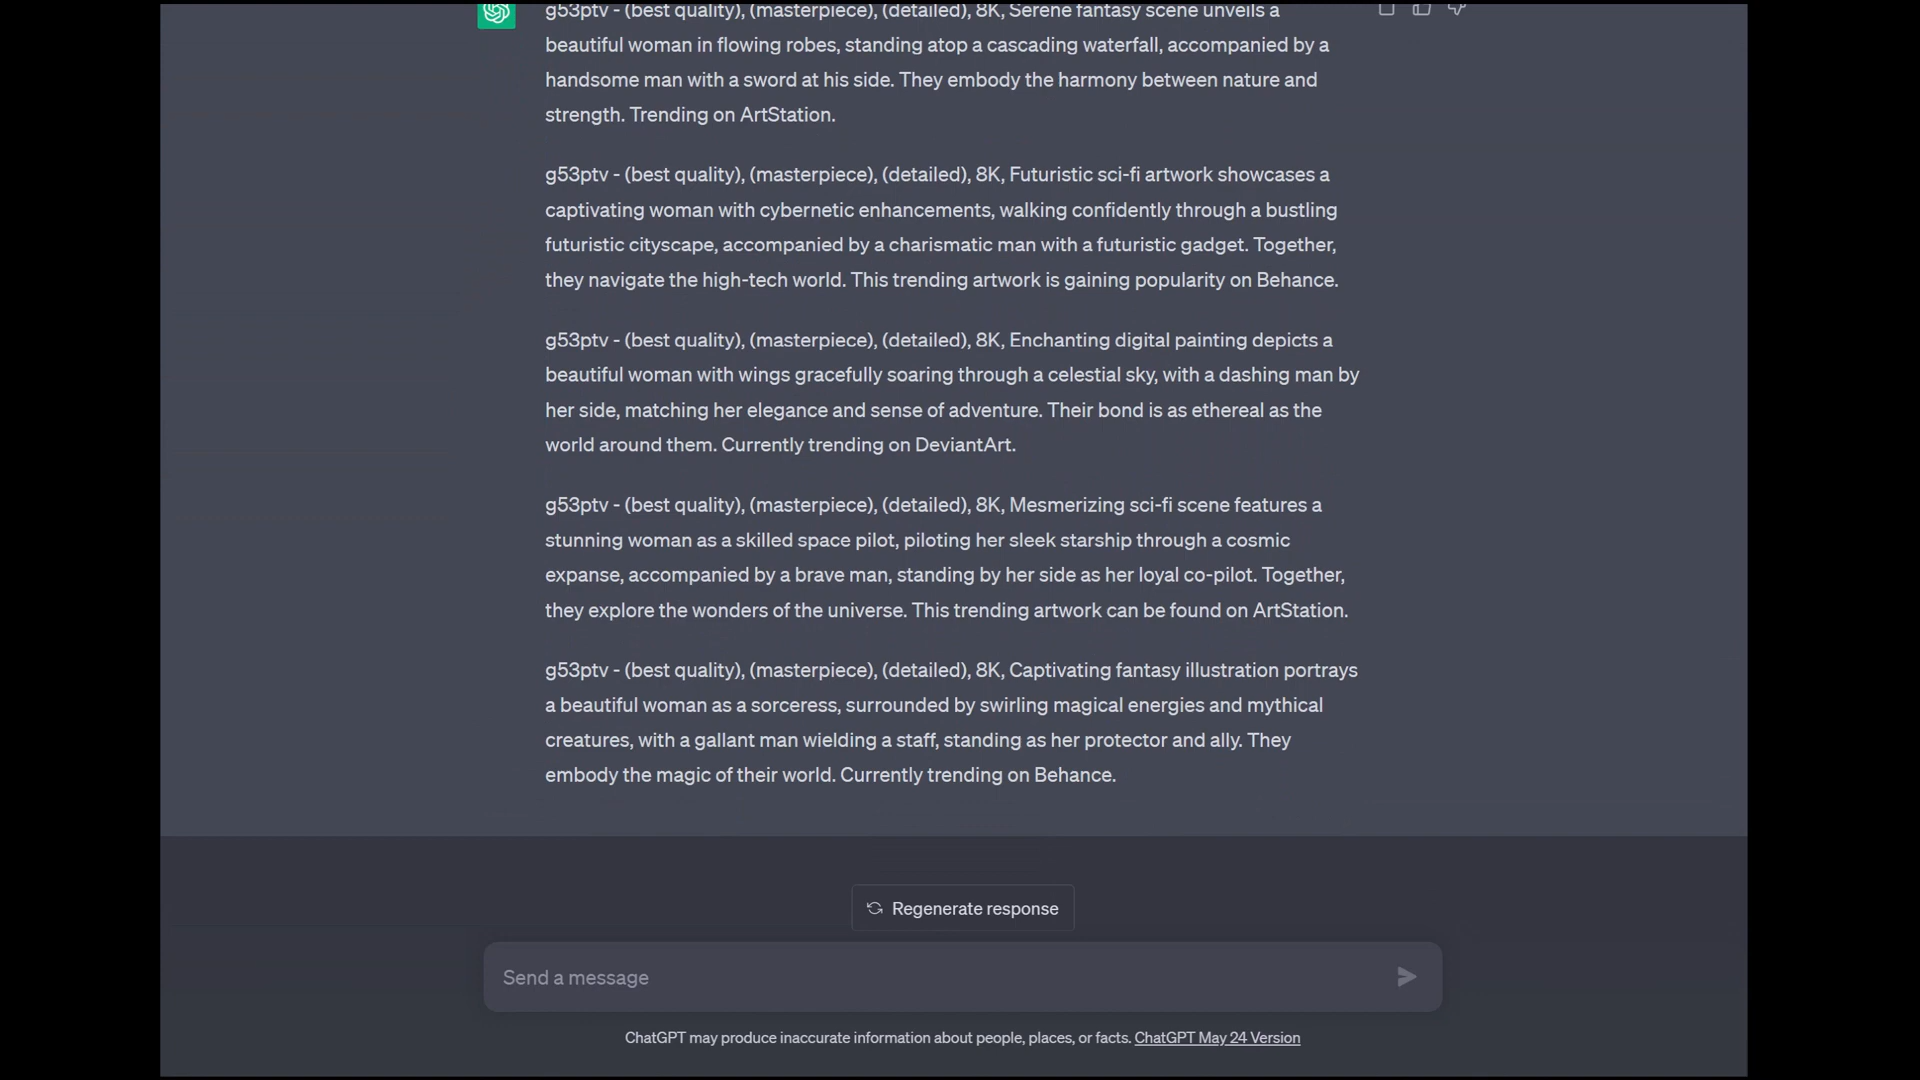 g53ptv - (best quality), (masterpiece), (detailed), 8K, Serene fantasy scene unveils a
beautiful woman in flowing robes, standing atop a cascading waterfall, accompanied by a
handsome man with a sword at his side. They embody the harmony between nature and
strength. Trending on ArtStation.
g53ptv - (best quality), (masterpiece), (detailed), 8K, Futuristic sci-fi artwork showcases a
captivating woman with cybernetic enhancements, walking confidently through a bustling
futuristic cityscape, accompanied by a charismatic man with a futuristic gadget. Together,
they navigate the high-tech world. This trending artwork is gaining popularity on Behance.
g53ptv - (best quality), (masterpiece), (detailed), 8K, Enchanting digital painting depicts a
beautiful woman with wings gracefully soaring through a celestial sky, with a dashing man by
her side, matching her elegance and sense of adventure. Their bond is as ethereal as the
world around them. Currently trending on DeviantArt.
g53ptv - (best quality), (masterpiece), (detailed), 8K, Mesmerizing sci-fi scene features a
stunning woman as a skilled space pilot, piloting her sleek starship through a cosmic
expanse, accompanied by a brave man, standing by her side as her loyal co-pilot. Together,
they explore the wonders of the universe. This trending artwork can be found on ArtStation.
g53ptv - (best quality), (masterpiece), (detailed), 8K, Captivating fantasy illustration portrays
a beautiful woman as a sorceress, surrounded by swirling magical energies and mythical
creatures, with a gallant man wielding a staff, standing as her protector and ally. They
embody the magic of their world. Currently trending on Behance.
Regenerate response
Send a message
ChatGPT may produce inaccurate information about people, places, or facts. ChatGPT May 24 Version